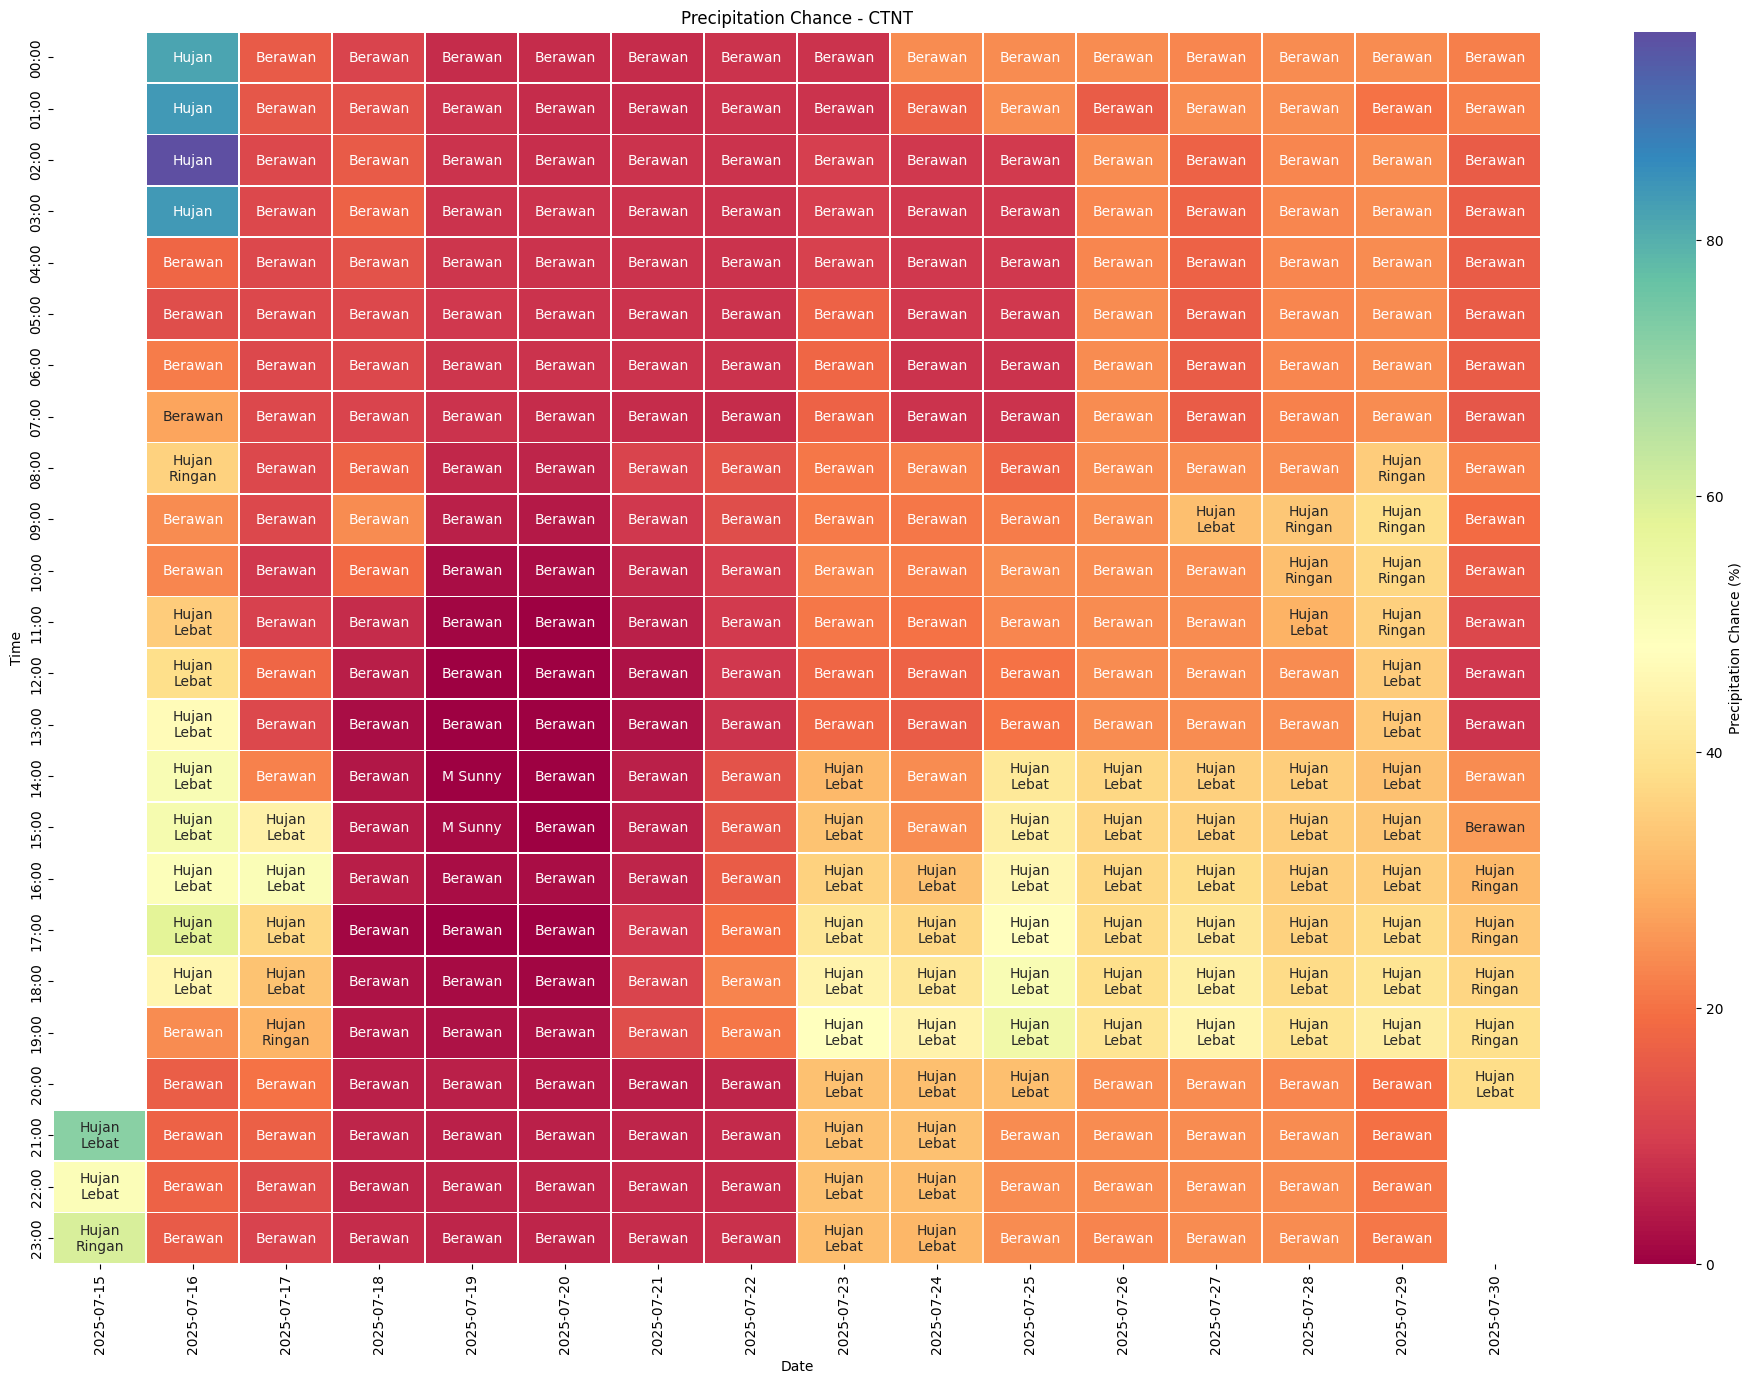 Precipitation Chance - CTNT
00:00 Hujan Berawan Berawan Berawan Berawan Berawan Berawan Berawan Berawan Berawan Berawan Berawan Berawan Berawan Berawan
01:00 Hujan Berawan Berawan Berawan Berawan Berawan Berawan Berawan Berawan Berawan Berawan Berawan Berawan Berawan Berawan
02:00 Hujan Berawan Berawan Berawan Berawan Berawan Berawan Berawan Berawan Berawan Berawan Berawan Berawan Berawan Berawan
03:00 Hujan Berawan Berawan Berawan Berawan Berawan Berawan Berawan Berawan Berawan Berawan Berawan Berawan Berawan Berawan
04:00 Berawan Berawan Berawan Berawan Berawan Berawan Berawan Berawan Berawan Berawan Berawan Berawan Berawan Berawan Berawan
05:00 Berawan Berawan Berawan Berawan Berawan Berawan Berawan Berawan Berawan Berawan Berawan Berawan Berawan Berawan Berawan
06:00 Berawan Berawan Berawan Berawan Berawan Berawan Berawan Berawan Berawan Berawan Berawan Berawan Berawan Berawan Berawan
07:00 Berawan Berawan Berawan Berawan Berawan Berawan Berawan Berawan Berawan Berawan Berawan Berawan Berawan Berawan Berawan
08:00 Hujan Ringan Berawan Berawan Berawan Berawan Berawan Berawan Berawan Berawan Berawan Berawan Berawan Berawan Hujan Ringan Berawan
09:00 Berawan Berawan Berawan Berawan Berawan Berawan Berawan Berawan Berawan Berawan Berawan Hujan Lebat Hujan Ringan Hujan Ringan Berawan
10:00 Berawan Berawan Berawan Berawan Berawan Berawan Berawan Berawan Berawan Berawan Berawan Berawan Hujan Ringan Hujan Ringan Berawan
11:00 Hujan Lebat Berawan Berawan Berawan Berawan Berawan Berawan Berawan Berawan Berawan Berawan Berawan Hujan Lebat Hujan Ringan Berawan
12:00 Hujan Lebat Berawan Berawan Berawan Berawan Berawan Berawan Berawan Berawan Berawan Berawan Berawan Berawan Hujan Lebat Berawan
13:00 Hujan Lebat Berawan Berawan Berawan Berawan Berawan Berawan Berawan Berawan Berawan Berawan Berawan Berawan Hujan Lebat Berawan
14:00 Hujan Lebat Berawan Berawan M Sunny Berawan Berawan Berawan Hujan Lebat Berawan Hujan Lebat Hujan Lebat Hujan Lebat Hujan Lebat Hujan Lebat Berawan
15:00 Hujan Lebat Hujan Lebat Berawan M Sunny Berawan Berawan Berawan Hujan Lebat Berawan Hujan Lebat Hujan Lebat Hujan Lebat Hujan Lebat Hujan Lebat Berawan
16:00 Hujan Lebat Hujan Lebat Berawan Berawan Berawan Berawan Berawan Hujan Lebat Hujan Lebat Hujan Lebat Hujan Lebat Hujan Lebat Hujan Lebat Hujan Lebat Hujan Ringan
17:00 Hujan Lebat Hujan Lebat Berawan Berawan Berawan Berawan Berawan Hujan Lebat Hujan Lebat Hujan Lebat Hujan Lebat Hujan Lebat Hujan Lebat Hujan Lebat Hujan Ringan
18:00 Hujan Lebat Hujan Lebat Berawan Berawan Berawan Berawan Berawan Hujan Lebat Hujan Lebat Hujan Lebat Hujan Lebat Hujan Lebat Hujan Lebat Hujan Lebat Hujan Ringan
19:00 Berawan Hujan Ringan Berawan Berawan Berawan Berawan Berawan Hujan Lebat Hujan Lebat Hujan Lebat Hujan Lebat Hujan Lebat Hujan Lebat Hujan Lebat Hujan Ringan
20:00 Berawan Berawan Berawan Berawan Berawan Berawan Berawan Hujan Lebat Hujan Lebat Hujan Lebat Berawan Berawan Berawan Berawan Hujan Lebat
21:00 Hujan Lebat Berawan Berawan Berawan Berawan Berawan Berawan Berawan Hujan Lebat Hujan Lebat Berawan Berawan Berawan Berawan Berawan
22:00 Hujan Lebat Berawan Berawan Berawan Berawan Berawan Berawan Berawan Hujan Lebat Hujan Lebat Berawan Berawan Berawan Berawan Berawan
23:00 Hujan Ringan Berawan Berawan Berawan Berawan Berawan Berawan Berawan Hujan Lebat Hujan Lebat Berawan Berawan Berawan Berawan Berawan
Time
2025-07-15
2025-07-16
2025-07-17
2025-07-18
2025-07-19
2025-07-20
2025-07-21
2025-07-22
2025-07-23
2025-07-24
2025-07-25
2025-07-26
2025-07-27
2025-07-28
2025-07-29
2025-07-30
Date
80
60
40
20
0
Precipitation Chance (%)